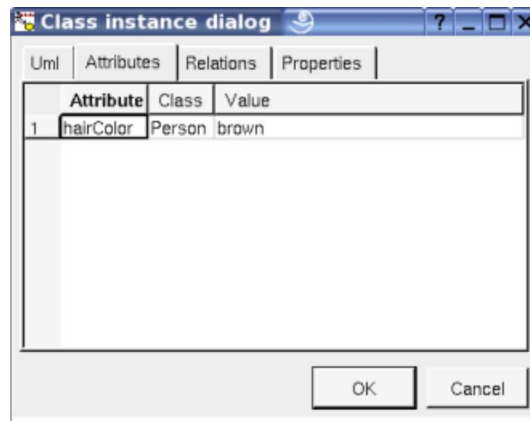 Class instance dialog ?
Uml Attributes Relations Properties
Attribute Class Value
1 hairColor Person brown
OK Cancel